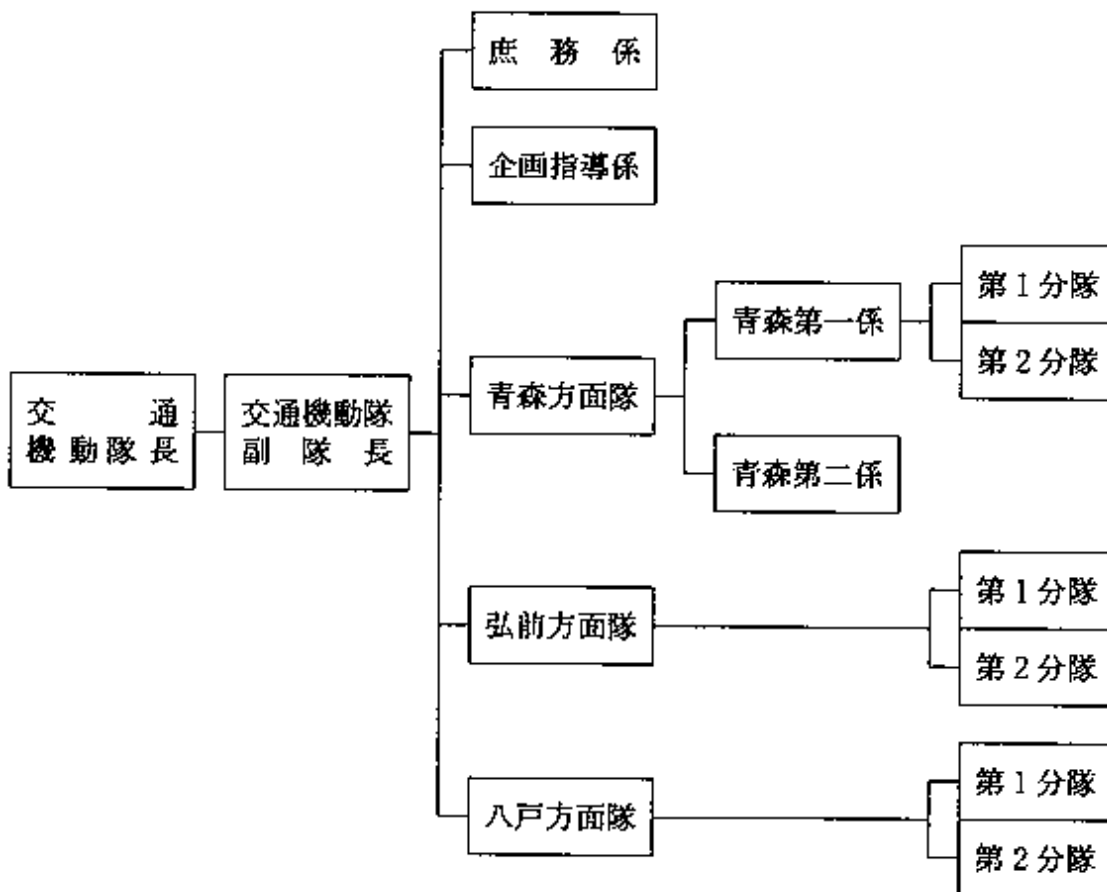 交通
機動隊長
交通機動隊
副隊長
庶務係
企画指導係
青森方面隊
青森第一係
第1分隊
第2分隊
青森第二係
弘前方面隊
第1分隊
第2分隊
八戸方面隊
第1分隊
第2分隊